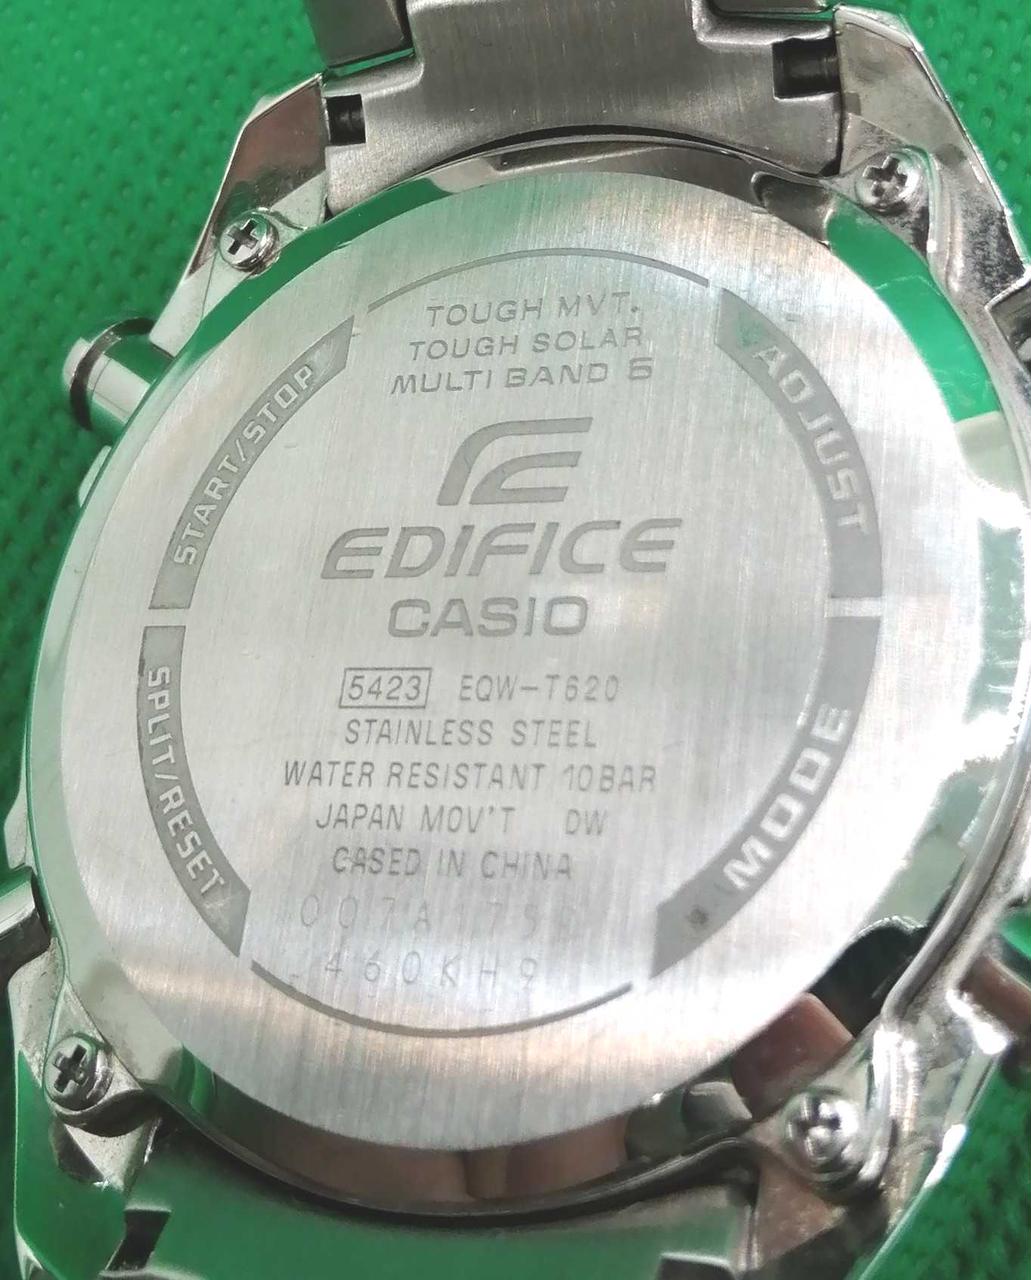 TOUGH MVT.
TOUGH SOLAR
MULTI BAND 6
START/STOP
ADJUST
EDIFICE
CASIO
5423 EQW-T620
STAINLESS STEEL
SPLIT/RESET
MODE
WATER RESISTANT 10BAR
JAPAN MOV'T DW
CASED IN CHINA
460KH9